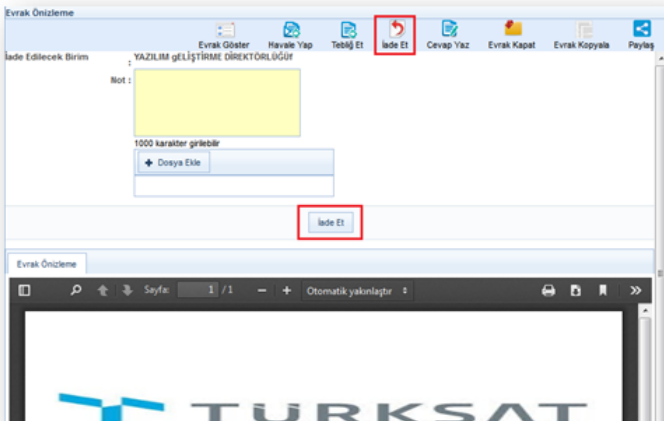 Evrak Önizleme
Evrak Göster Havale Yap Tebliğ Et İade Et Cevap Yaz Evrak Kapat Evrak Kopyala Paylaş
İade Edilecek Birim : YAZILIM gELİŞTİRME DİREKTÖRLÜĞÜf
Not :
1000 karakter girilebilir
+ Dosya Ekle
İade Et
Evrak Önizleme
Sayfa: 1 / 1 − + Otomatik yakınlaştır
TURKSAT